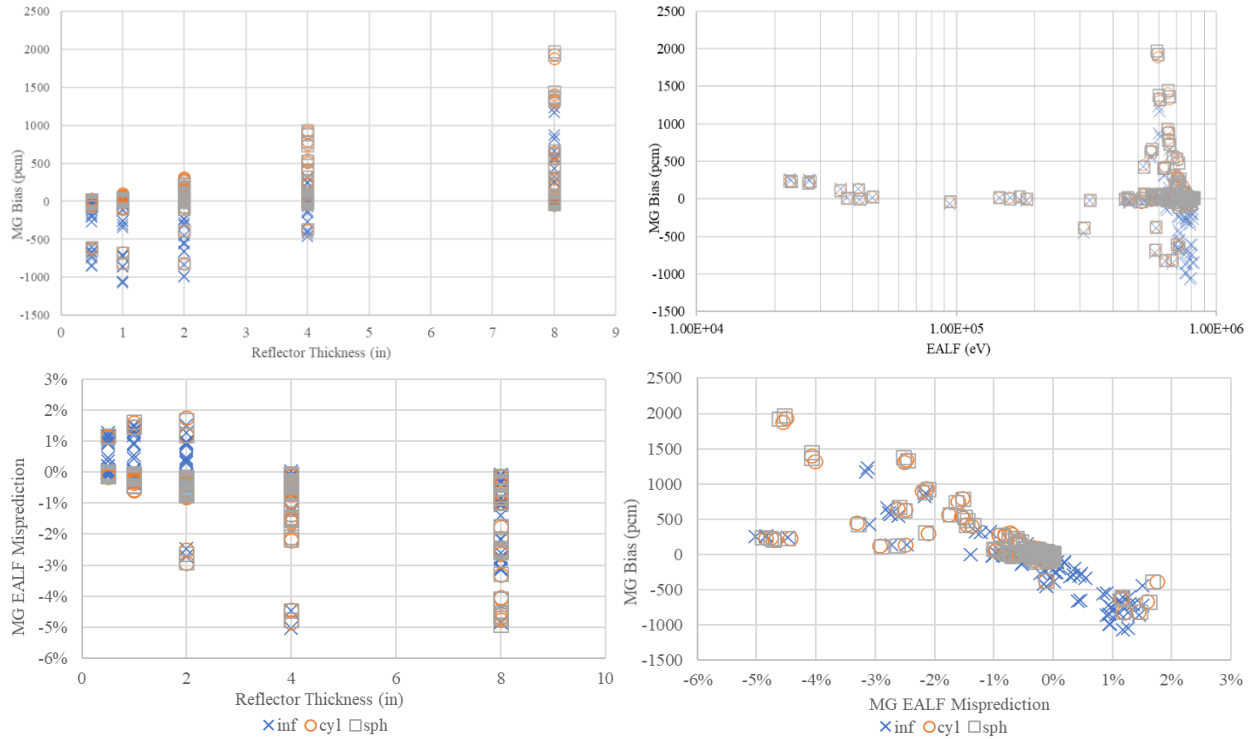 2500
2000
1500
1000
500
0
-500
-1000
-1500
MG Bias (pcm)
0 1 2 3 4 5 6 7 8 9
Reflector Thickness (in)
2500
2000
1500
1000
500
0
-500
-1000
-1500
MG Bias (pcm)
1.00E+04 1.00E+05 1.00E+06
EALF (eV)
3%
2%
1%
0%
-1%
-2%
-3%
-4%
-5%
-6%
MG EALF Misprediction
0 2 4 6 8 10
Reflector Thickness (in)
inf cyl sph
2500
2000
1500
1000
500
0
-500
-1000
-1500
MG Bias (pcm)
-6% -5% -4% -3% -2% -1% 0% 1% 2% 3%
MG EALF Misprediction
inf cyl sph